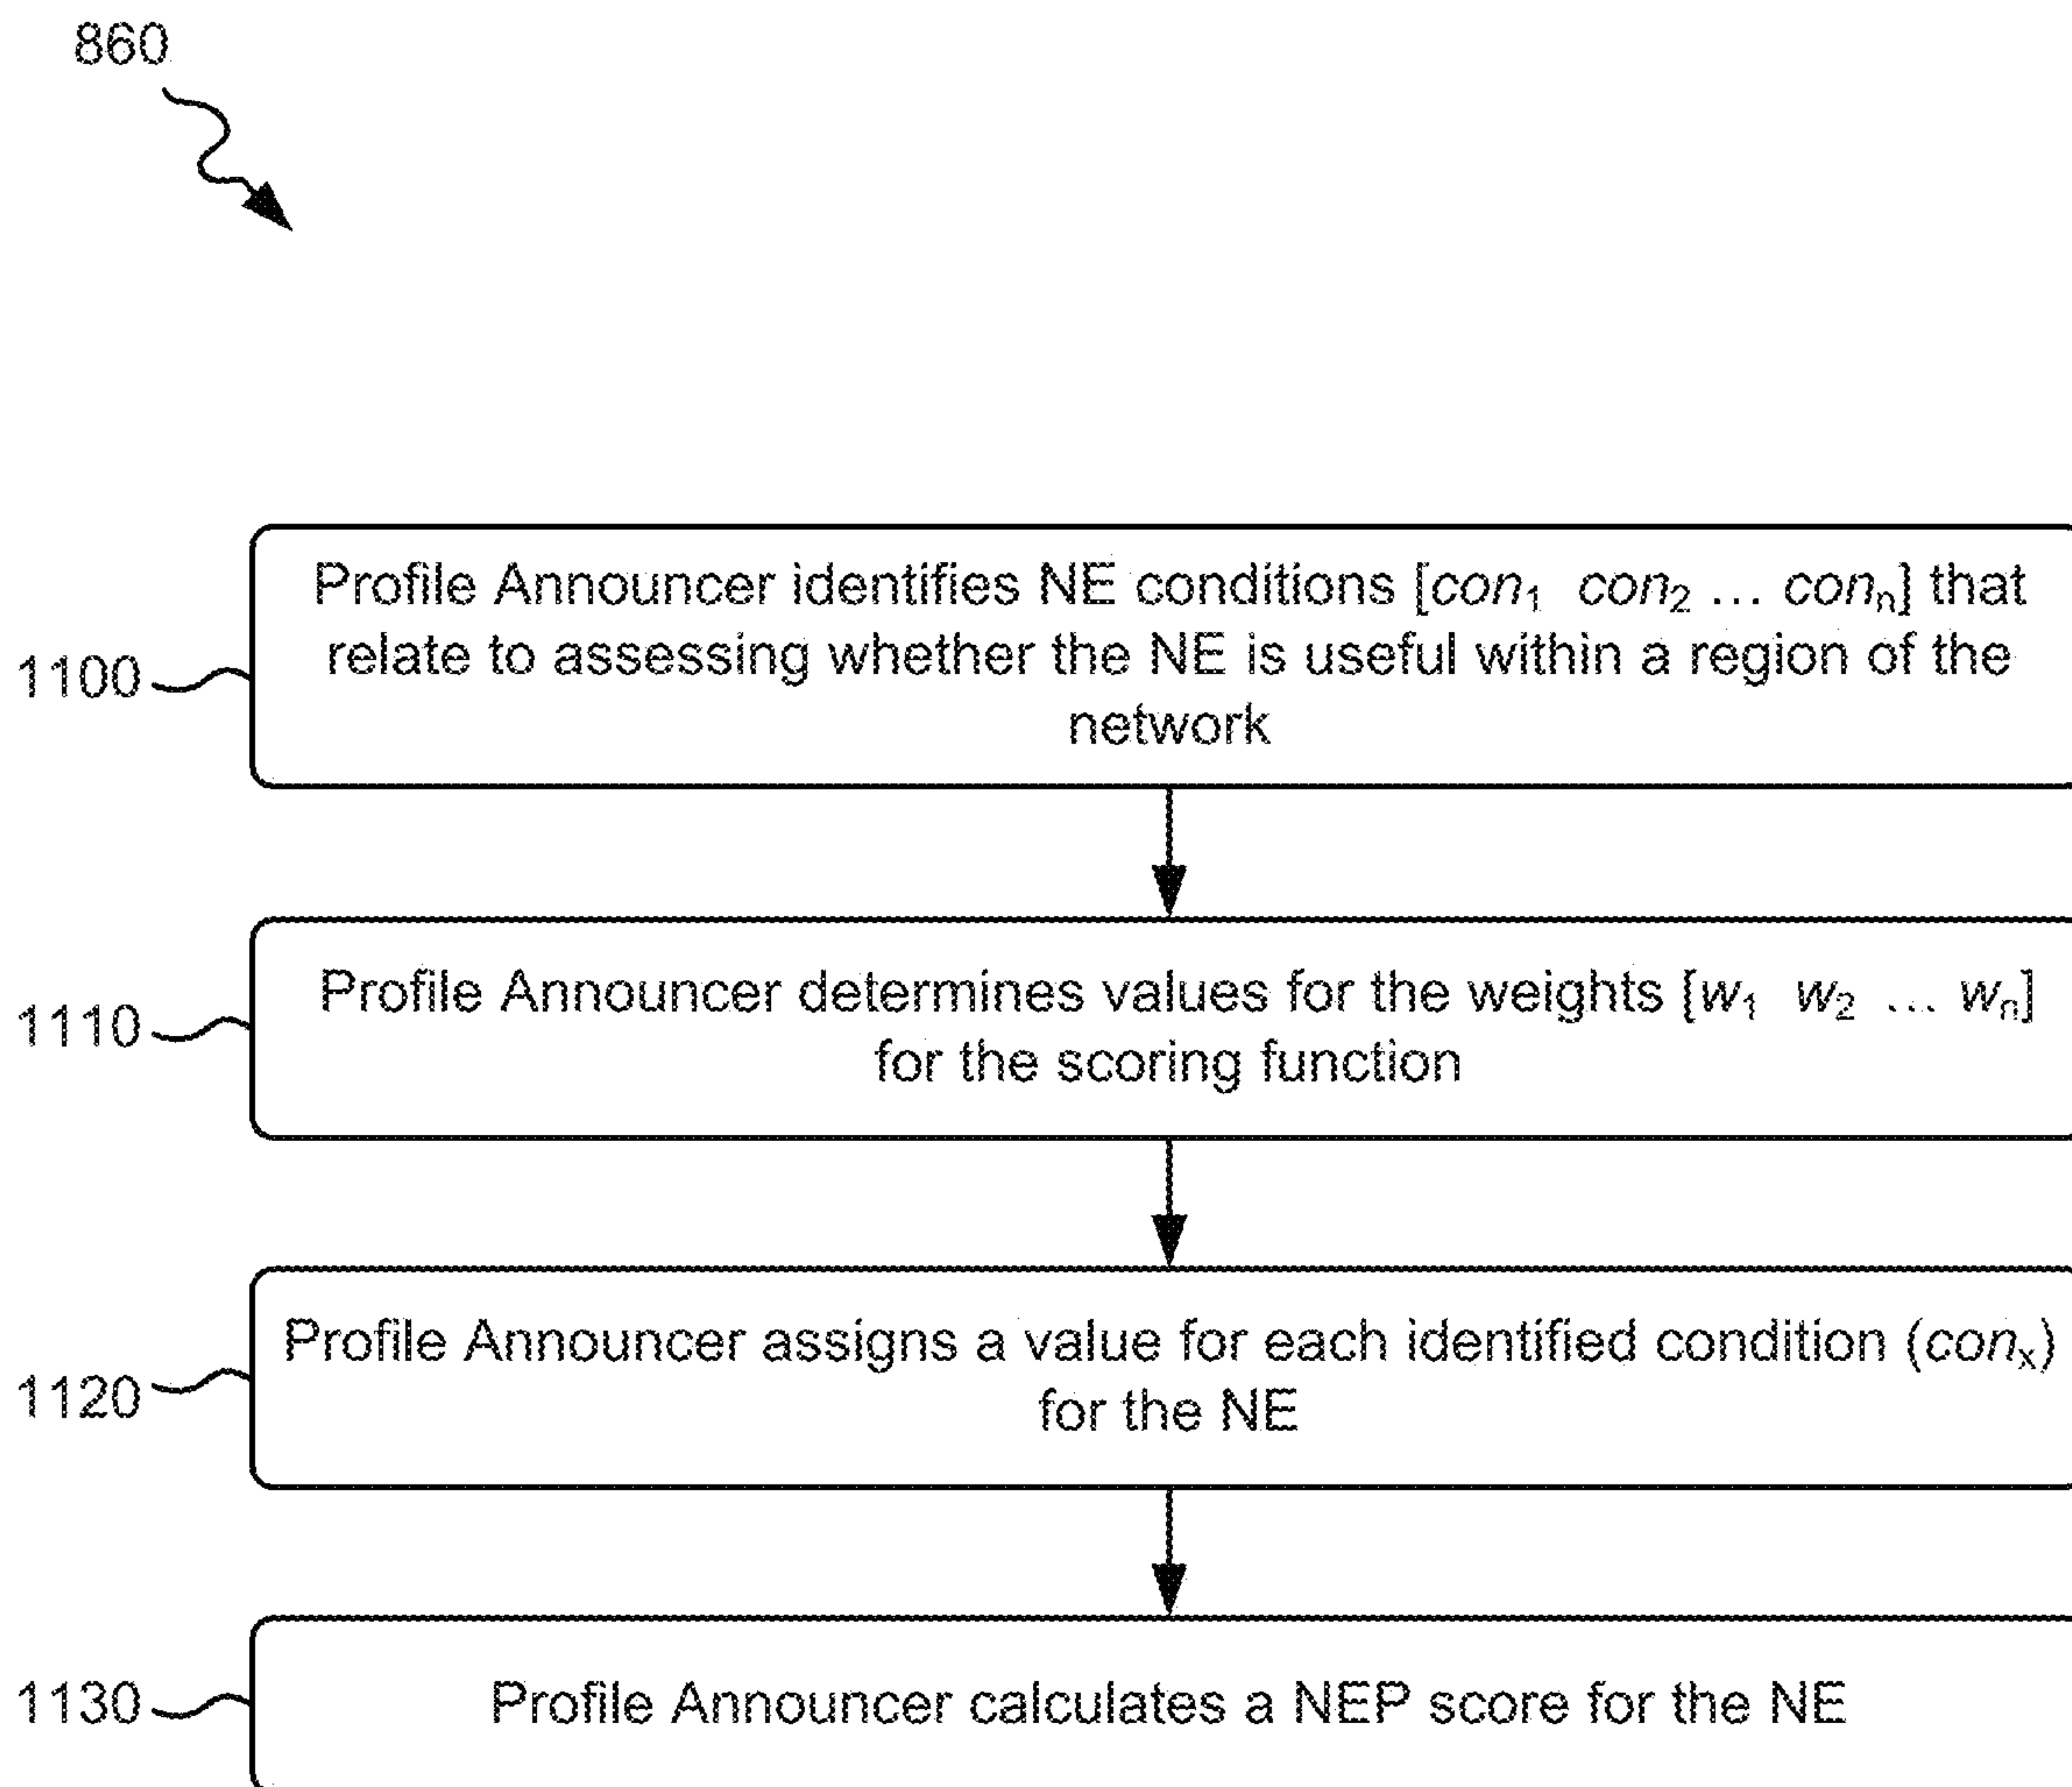 860
Profile Announcer identifies NE conditions [con₁ con₂ ... conₙ] that
relate to assessing whether the NE is useful within a region of the
network
1100
Profile Announcer determines values for the weights [w₁ w₂ ... wₙ]
for the scoring function
1110
Profile Announcer assigns a value for each identified condition (conₓ)
for the NE
1120
Profile Announcer calculates a NEP score for the NE
1130